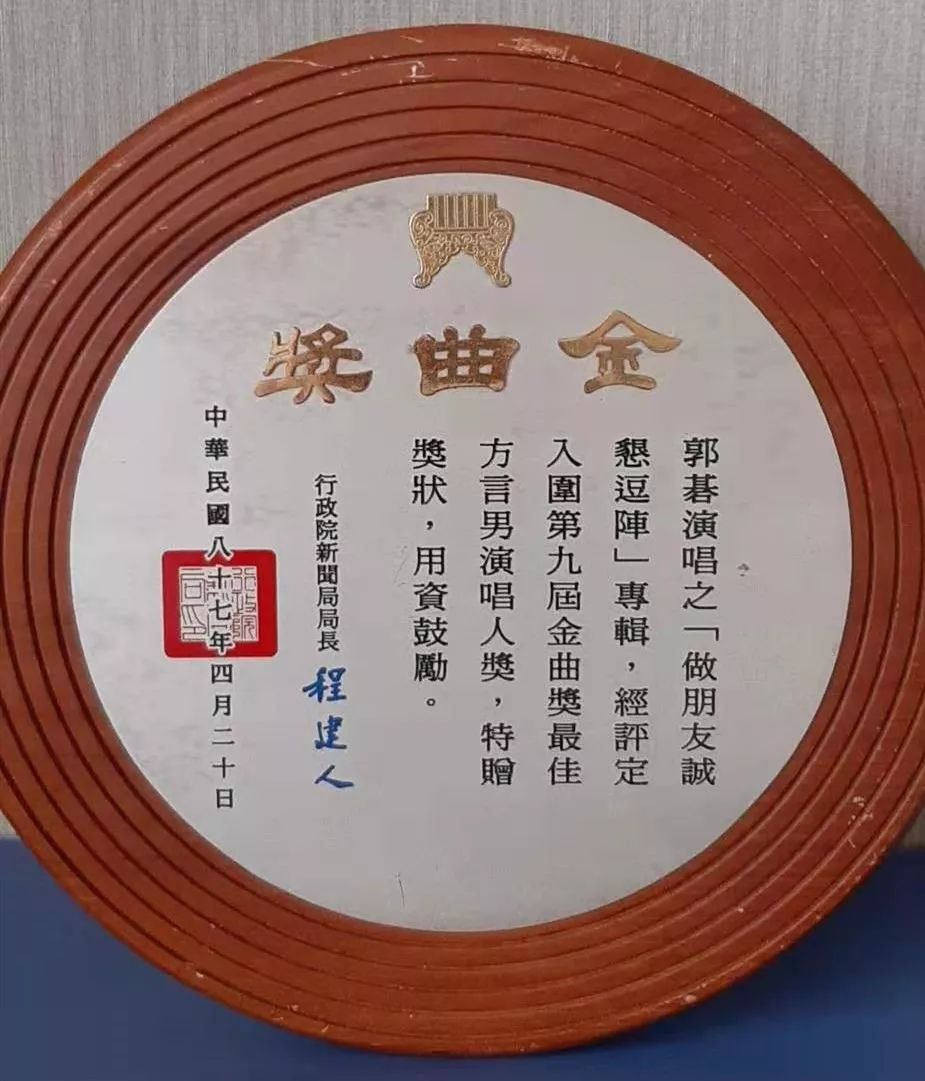 金曲獎
郭碁演唱之「做朋友誠
懇逗陣」專輯，經評定
入圍第九屆金曲獎最佳
方言男演唱人獎，特贈
獎狀，用資鼓勵。
行政院新聞局局長 程建人
中華民國八十七年四月二十日